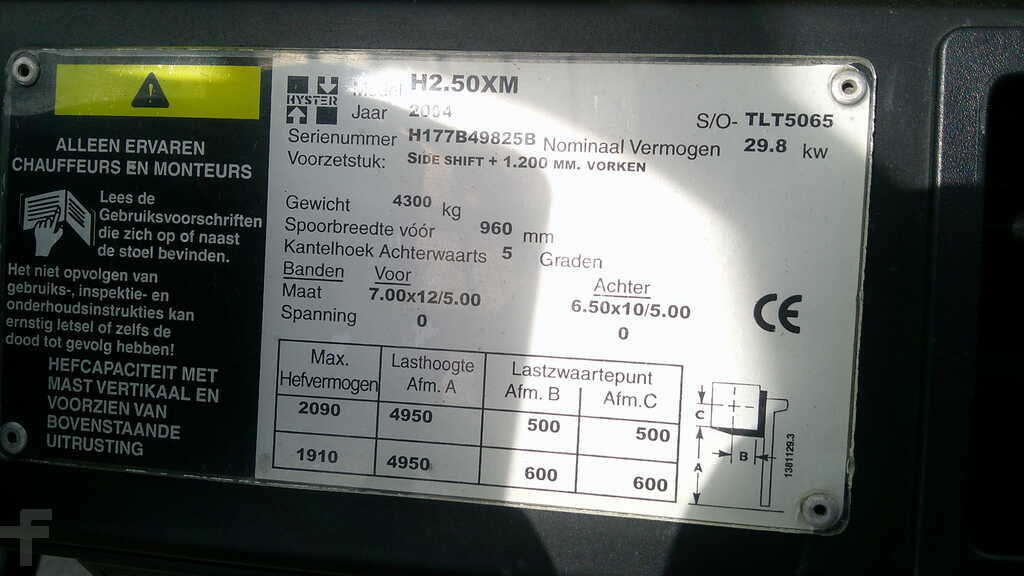 ALLEEN ERVAREN
CHAUFFEURS EN MONTEURS
Lees de
Gebruiksvoorschriften
die zich op of naast
de stoel bevinden.
Het niet opvolgen van
gebruiks-, inspektie- en
onderhoudsinstrukties kan
ernstig letsel of zelfs de
dood tot gevolg hebben!
HEFCAPACITEIT MET
MAST VERTIKAAL EN
VOORZIEN VAN
BOVENSTAANDE
UITRUSTING
HYSTER
Model H2.50XM
Jaar 2004 S/O- TLT5065
Serienummer H177B49825B Nominaal Vermogen 29.8 kw
Voorzetstuk: SIDE SHIFT + 1.200 MM. VORKEN
Gewicht 4300 kg
Spoorbreedte vóór 960 mm
Kantelhoek Achterwaarts 5 Graden
Banden Voor Achter
Maat 7.00x12/5.00 6.50x10/5.00
Spanning 0 0
CE
Max. Hefvermogen Lasthoogte Afm. A Lastzwaartepunt Afm. B Afm.C
2090 4950 500 500
1910 4950 600 600
C
B
A
1381129.3
F